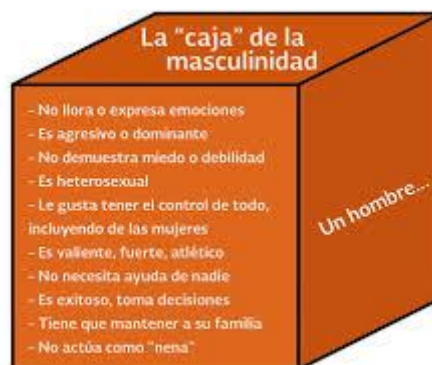 La "caja" de la
masculinidad
- No llora o expresa emociones
- Es agresivo o dominante
- No demuestra miedo o debilidad
- Es heterosexual
- Le gusta tener el control de todo,
incluyendo de las mujeres
- Es valiente, fuerte, atlético
- No necesita ayuda de nadie
- Es exitoso, toma decisiones
- Tiene que mantener a su familia
- No actúa como "nena"
Un hombre...